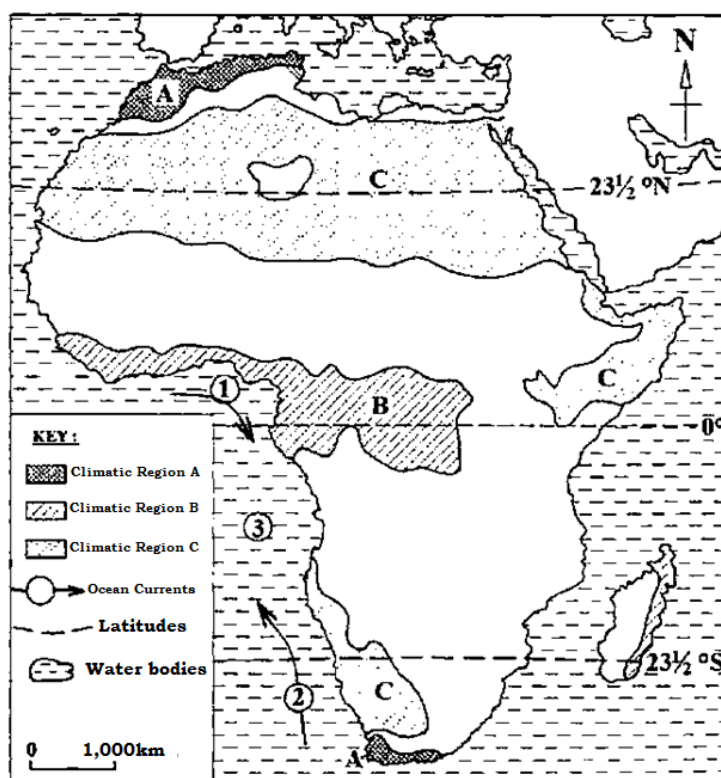 N
A
C
23½ °N
C
1
B
0°
KEY :
Climatic Region A
Climatic Region B
Climatic Region C
Ocean Currents
Latitudes
Water bodies
0 1,000km
3
2
C
23½ °S
A